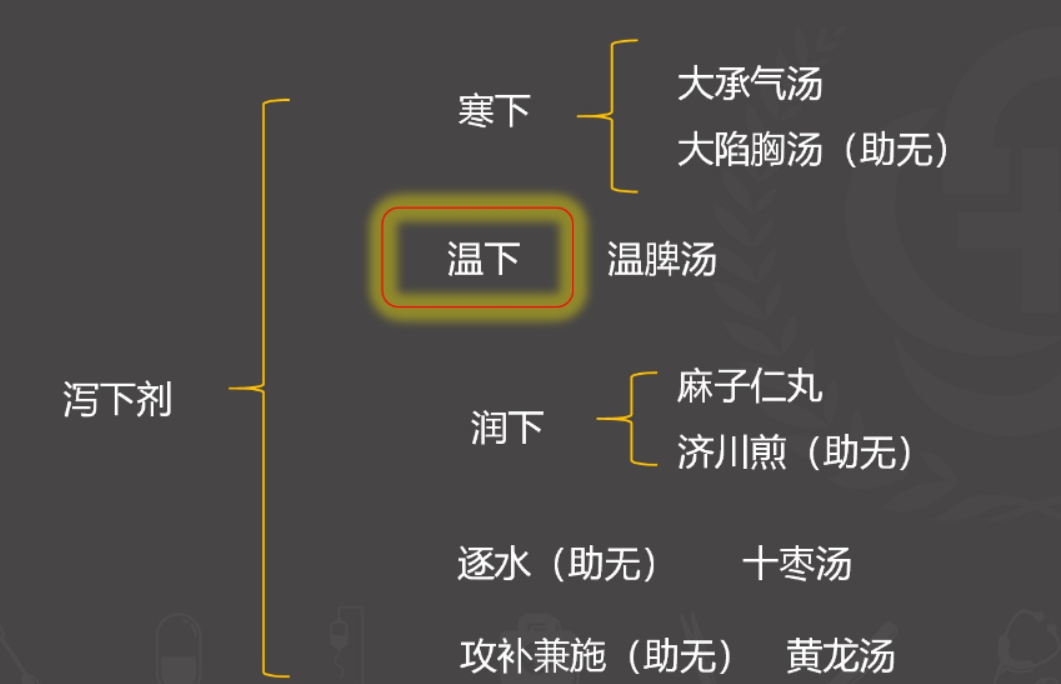 泻下剂
寒下
大承气汤
大陷胸汤（助无）
温下 温脾汤
润下
麻子仁丸
济川煎（助无）
逐水（助无） 十枣汤
攻补兼施（助无） 黄龙汤